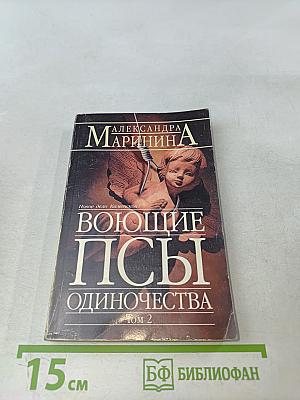 АЛЕКСАНДРА
МАРИНИНА
Новое дело Каменской
ВОЮЩИЕ
ПСЫ
ОДИНОЧЕСТВА
Том 2
15 см
БФ БИБЛИОФАН